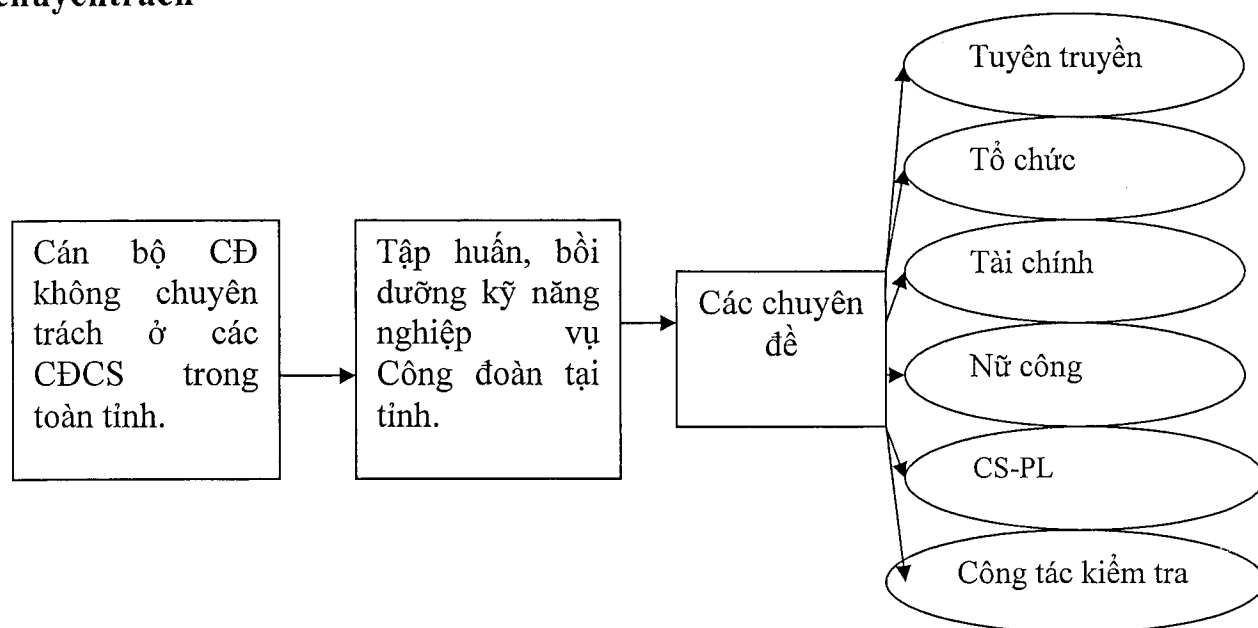 chuyêntrách
Cán bộ CĐ
không chuyên
trách ở các
CĐCS trong
toàn tỉnh.
Tập huấn, bồi
dưỡng kỹ năng
nghiệp vụ
Công đoàn tại
tỉnh.
Các chuyên
đề
Tuyên truyền
Tổ chức
Tài chính
Nữ công
CS-PL
Công tác kiểm tra